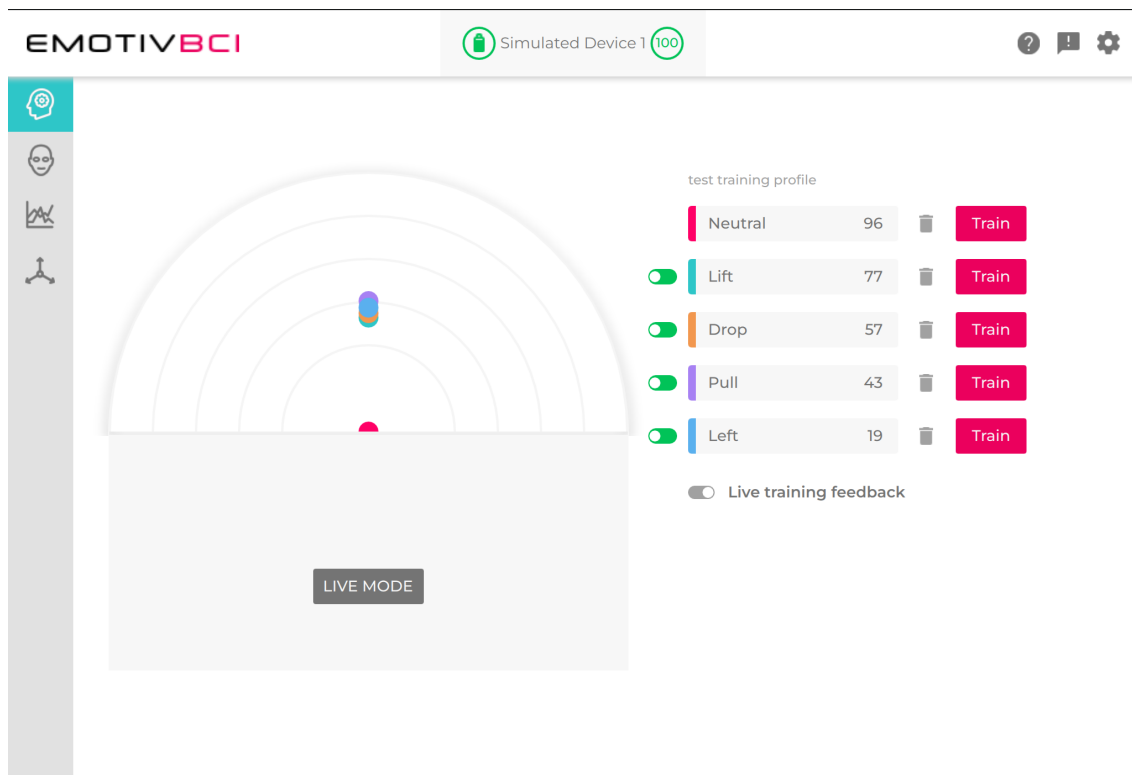 EMOTIVBCI
Simulated Device 1 100
test training profile
Neutral 96 Train
Lift 77 Train
Drop 57 Train
Pull 43 Train
Left 19 Train
Live training feedback
LIVE MODE